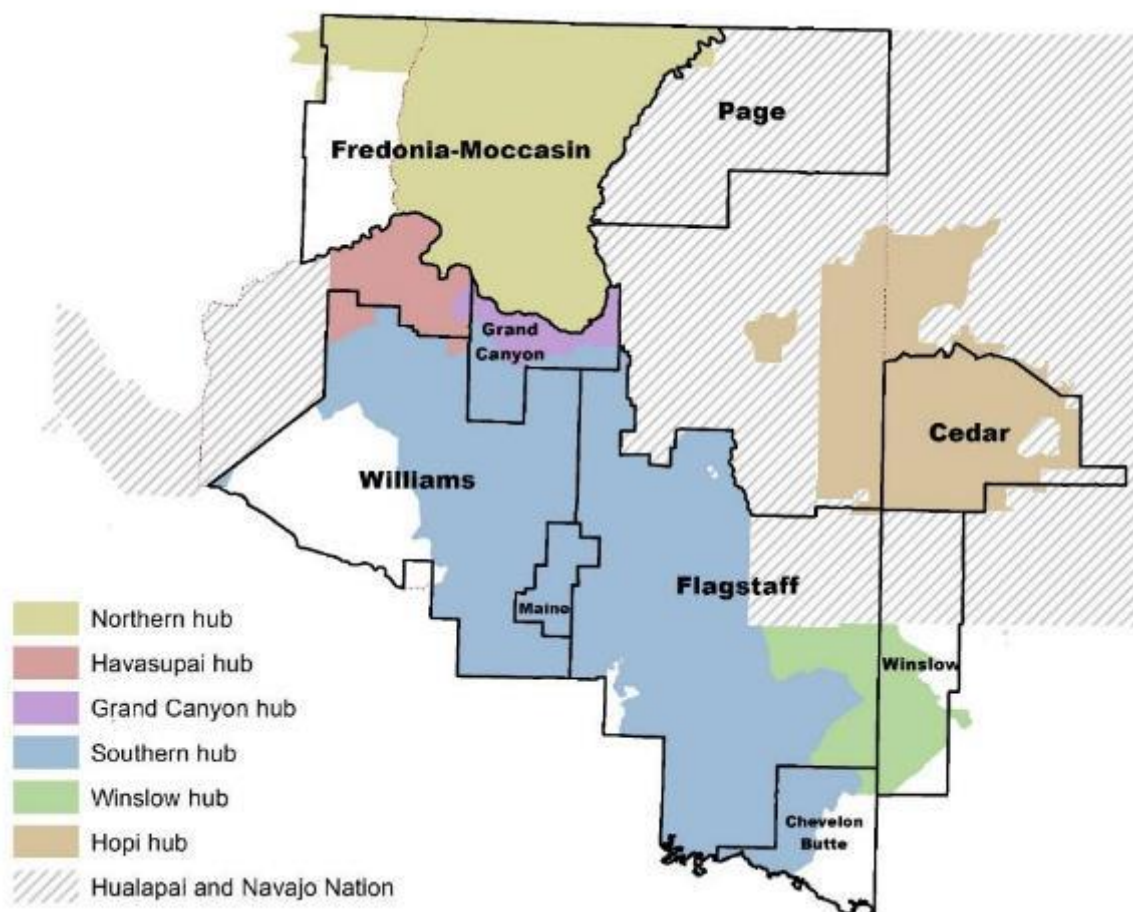 Page
Fredonia-Moccasin
Grand
Canyon
Cedar
Williams
Flagstaff
Maine
Winslow
Chevelon
Butte
Northern hub
Havasupai hub
Grand Canyon hub
Southern hub
Winslow hub
Hopi hub
Hualapai and Navajo Nation